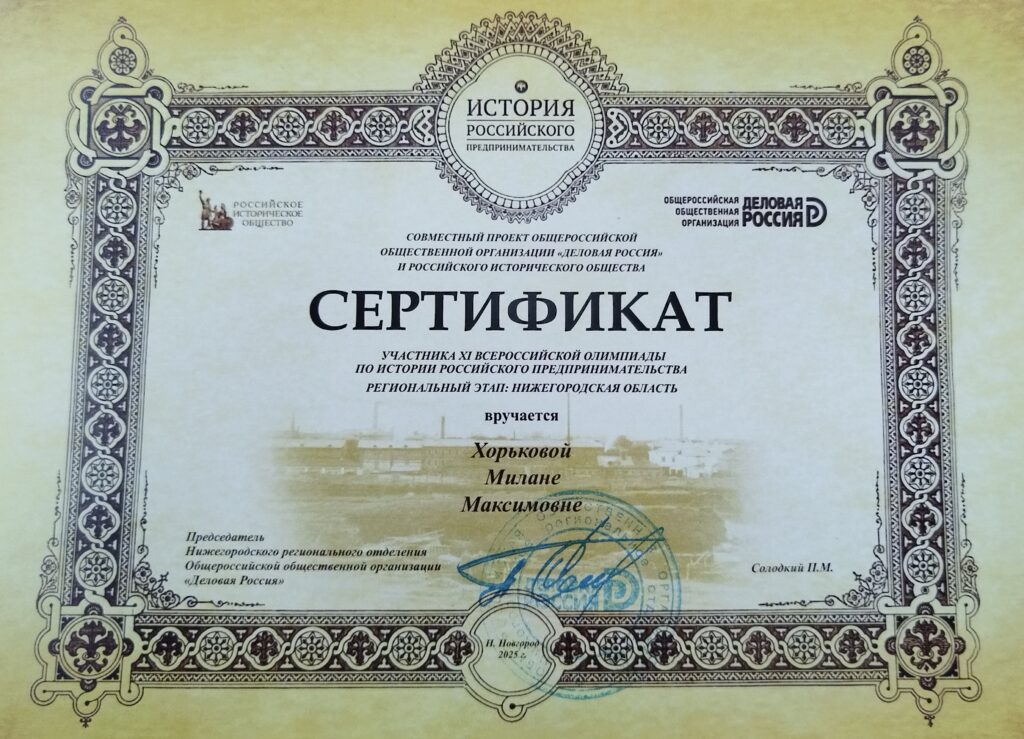 ИСТОРИЯ
РОССИЙСКОГО
ПРЕДПРИНИМАТЕЛЬСТВА
РОССИЙСКОЕ
ИСТОРИЧЕСКОЕ
ОБЩЕСТВО
ОБЩЕРОССИЙСКАЯ
ОБЩЕСТВЕННАЯ
ОРГАНИЗАЦИЯ
ДЕЛОВАЯ
РОССИЯ
СОВМЕСТНЫЙ ПРОЕКТ ОБЩЕРОССИЙСКОЙ
ОБЩЕСТВЕННОЙ ОРГАНИЗАЦИИ «ДЕЛОВАЯ РОССИЯ»
И РОССИЙСКОГО ИСТОРИЧЕСКОГО ОБЩЕСТВА
СЕРТИФИКАТ
УЧАСТНИКА XI ВСЕРОССИЙСКОЙ ОЛИМПИАДЫ
ПО ИСТОРИИ РОССИЙСКОГО ПРЕДПРИНИМАТЕЛЬСТВА
РЕГИОНАЛЬНЫЙ ЭТАП: НИЖЕГОРОДСКАЯ ОБЛАСТЬ
вручается
Хорьковой
Милане
Максимовне
Председатель
Нижегородского регионального отделения
Общероссийской общественной организации
«Деловая Россия»
Солодкий П.М.
Н. Новгород
2025 г.